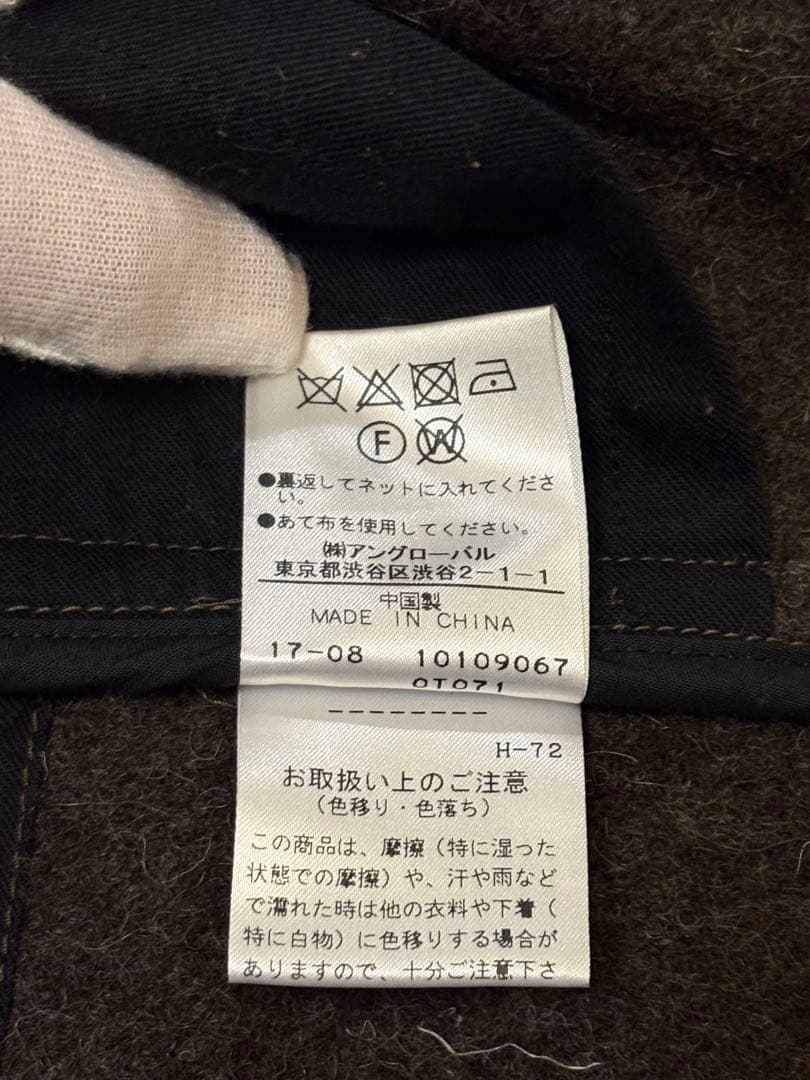 F W
●裏返してネットに入れてくださ
い。
●あて布を使用してください。
㈱アングローバル
東京都渋谷区渋谷2-1-1
中国製
MADE IN CHINA
17-08 10109067
0T071
--------
H-72
お取扱い上のご注意
(色移り・色落ち)
この商品は、摩擦(特に湿った
状態での摩擦)や、汗や雨など
で濡れた時は他の衣料や下着(
特に白物)に色移りする場合が
ありますので、十分ご注意下さ